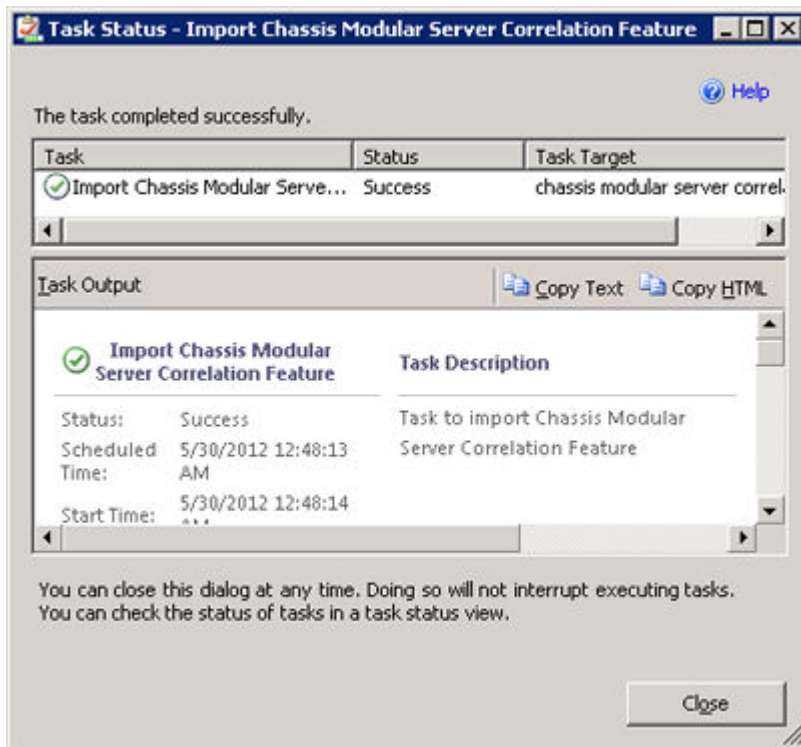 Task Status - Import Chassis Modular Server Correlation Feature
Help
The task completed successfully.
Task Status Task Target
Import Chassis Modular Serve... Success chassis modular server correl
Task Output Copy Text Copy HTML
Import Chassis Modular
Server Correlation Feature
Task Description
Status: Success
Task to import Chassis Modular
Scheduled Time: 5/30/2012 12:48:13 AM
Server Correlation Feature
Start Time: 5/30/2012 12:48:14
You can close this dialog at any time. Doing so will not interrupt executing tasks.
You can check the status of tasks in a task status view.
Close